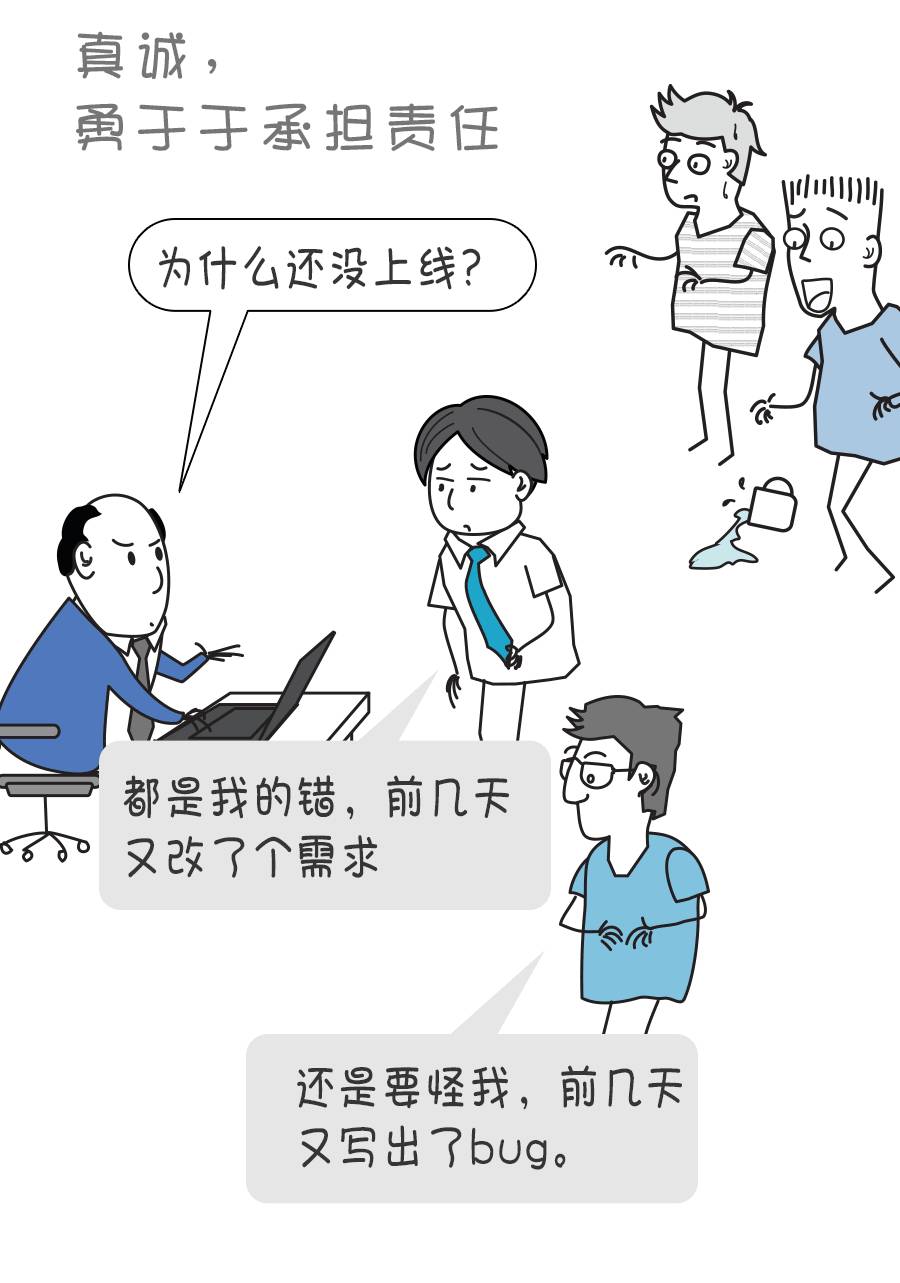 真诚，
勇于于承担责任
为什么还没上线？
都是我的错，前几天
又改了个需求
还是要怪我，前几天
又写出了bug。